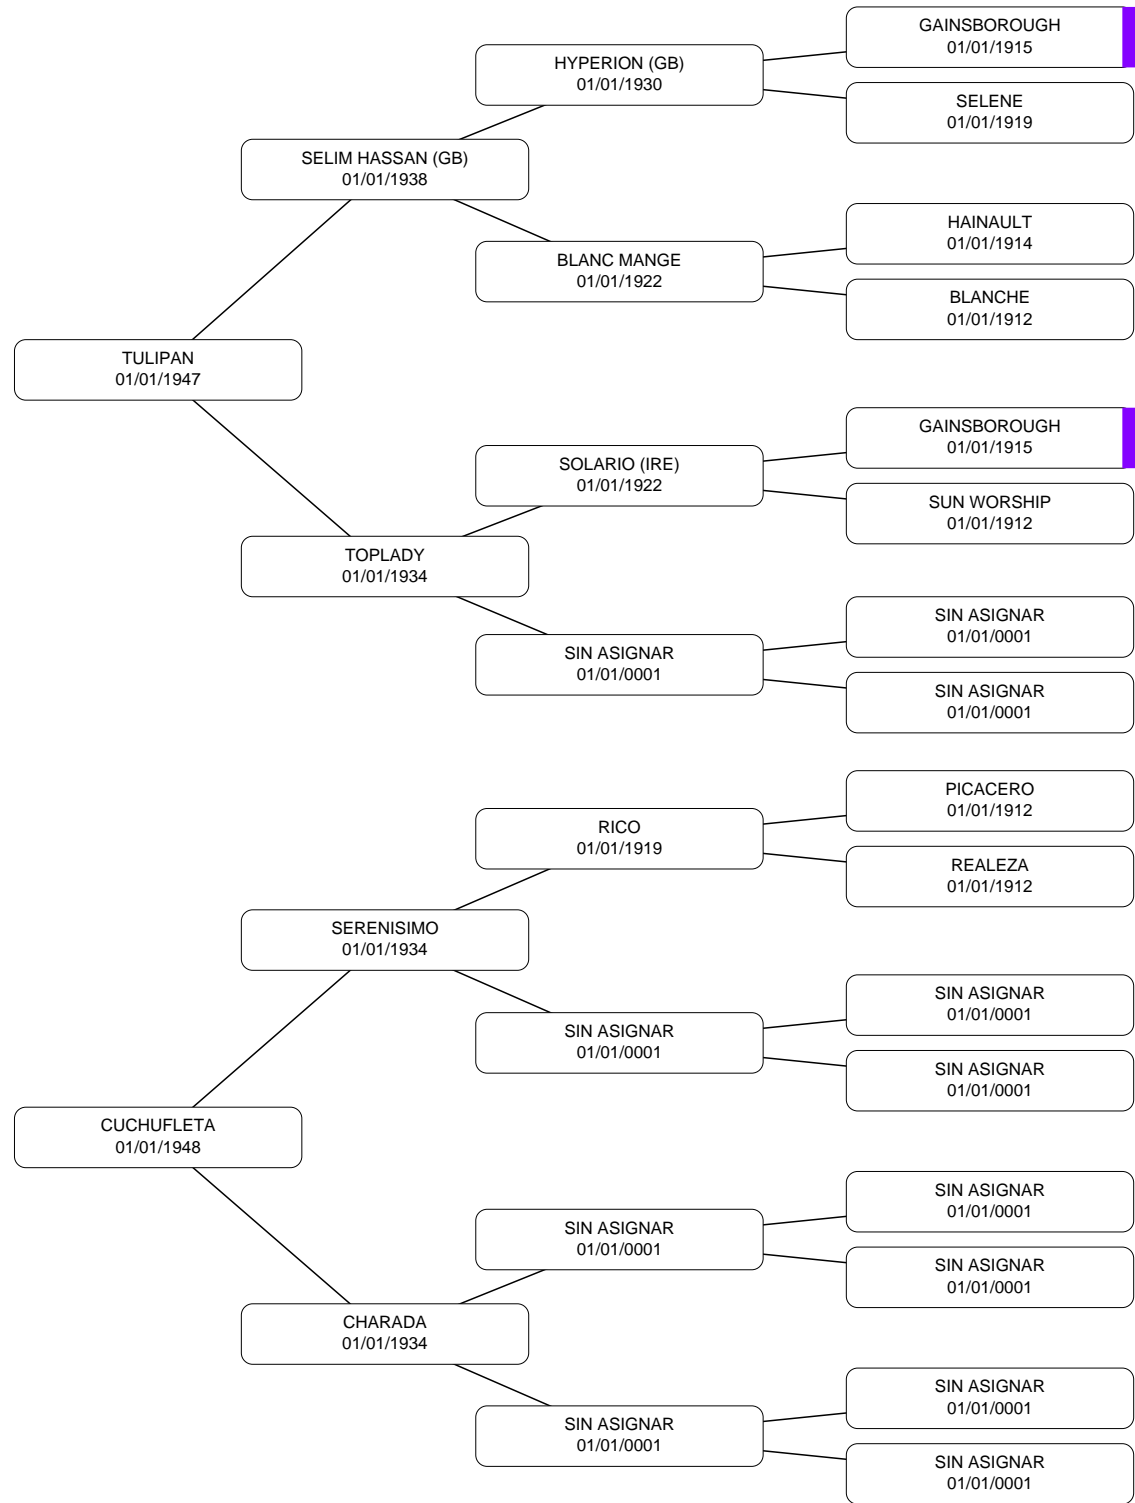 GAINSBOROUGH
01/01/1915
HYPERION (GB)
01/01/1930
SELENE
01/01/1919
SELIM HASSAN (GB)
01/01/1938
HAINAULT
01/01/1914
BLANC MANGE
01/01/1922
BLANCHE
01/01/1912
TULIPAN
01/01/1947
GAINSBOROUGH
01/01/1915
SOLARIO (IRE)
01/01/1922
SUN WORSHIP
01/01/1912
TOPLADY
01/01/1934
SIN ASIGNAR
01/01/0001
SIN ASIGNAR
01/01/0001
SIN ASIGNAR
01/01/0001
PICACERO
01/01/1912
RICO
01/01/1919
REALEZA
01/01/1912
SERENISIMO
01/01/1934
SIN ASIGNAR
01/01/0001
SIN ASIGNAR
01/01/0001
SIN ASIGNAR
01/01/0001
CUCHUFLETA
01/01/1948
SIN ASIGNAR
01/01/0001
SIN ASIGNAR
01/01/0001
SIN ASIGNAR
01/01/0001
CHARADA
01/01/1934
SIN ASIGNAR
01/01/0001
SIN ASIGNAR
01/01/0001
SIN ASIGNAR
01/01/0001